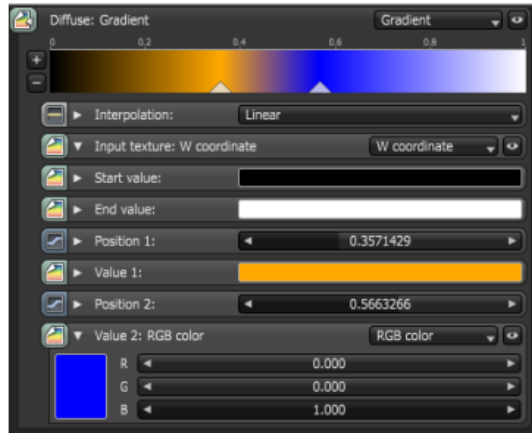 Diffuse: Gradient Gradient
0 0,2 0,4 0,6 0,8 1
Interpolation: Linear
Input texture: W coordinate W coordinate
Start value:
End value:
Position 1: 0.3571429
Value 1:
Position 2: 0.5663266
Value 2: RGB color RGB color
R 0.000
G 0.000
B 1.000